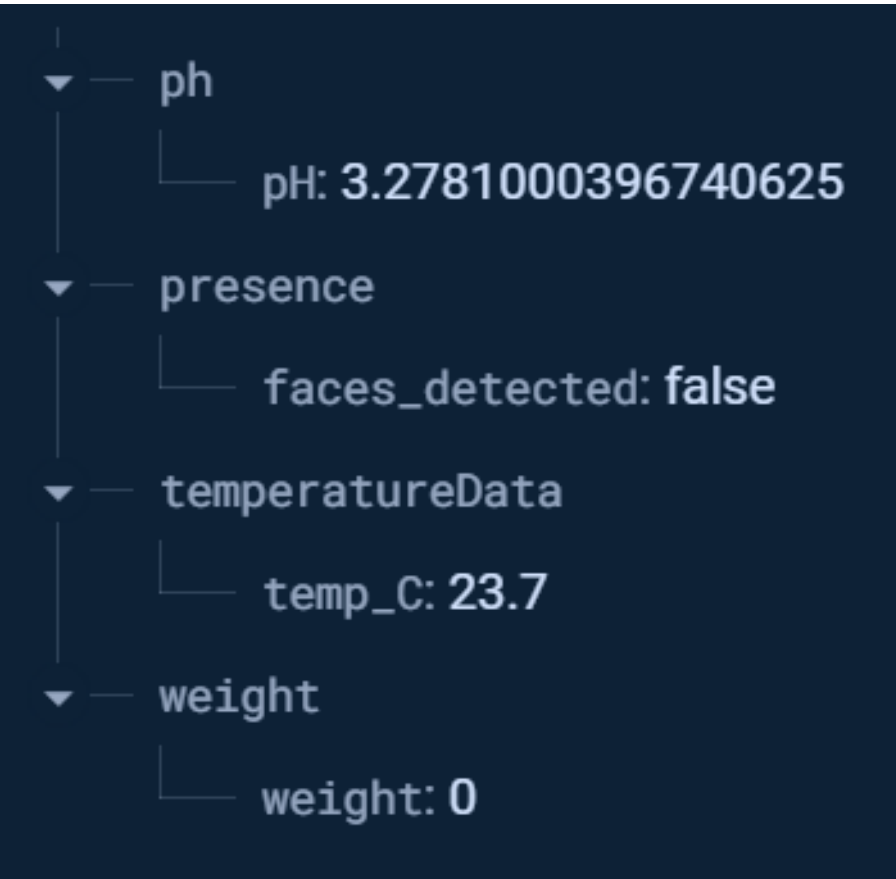 ph
pH: 3.2781000396740625
presence
faces_detected: false
temperatureData
temp_C: 23.7
weight
weight: 0